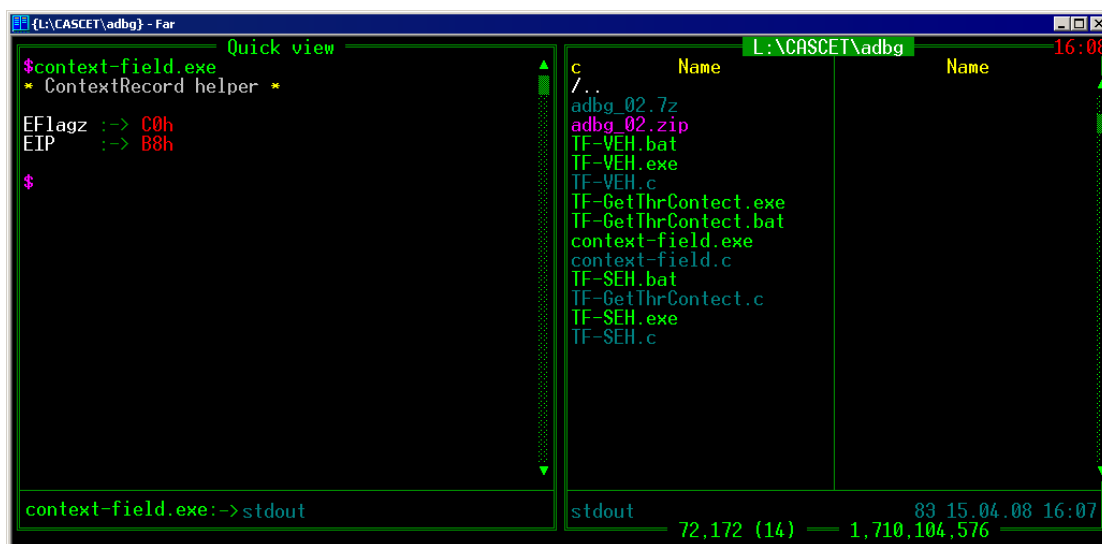 {L:\CASCET\adbg} - Far
Quick view
$context-field.exe
* ContextRecord helper *
EFlagz :-> C0h
EIP :-> B8h
$
context-field.exe:->stdout
L:\CASCET\adbg
16:08
c Name Name
/..
adbg_02.7z
adbg_02.zip
TF-VEH.bat
TF-VEH.exe
TF-VEH.c
TF-GetThrContect.exe
TF-GetThrContect.bat
context-field.exe
context-field.c
TF-SEH.bat
TF-GetThrContect.c
TF-SEH.exe
TF-SEH.c
stdout 83 15.04.08 16:07
72,172 (14) 1,710,104,576